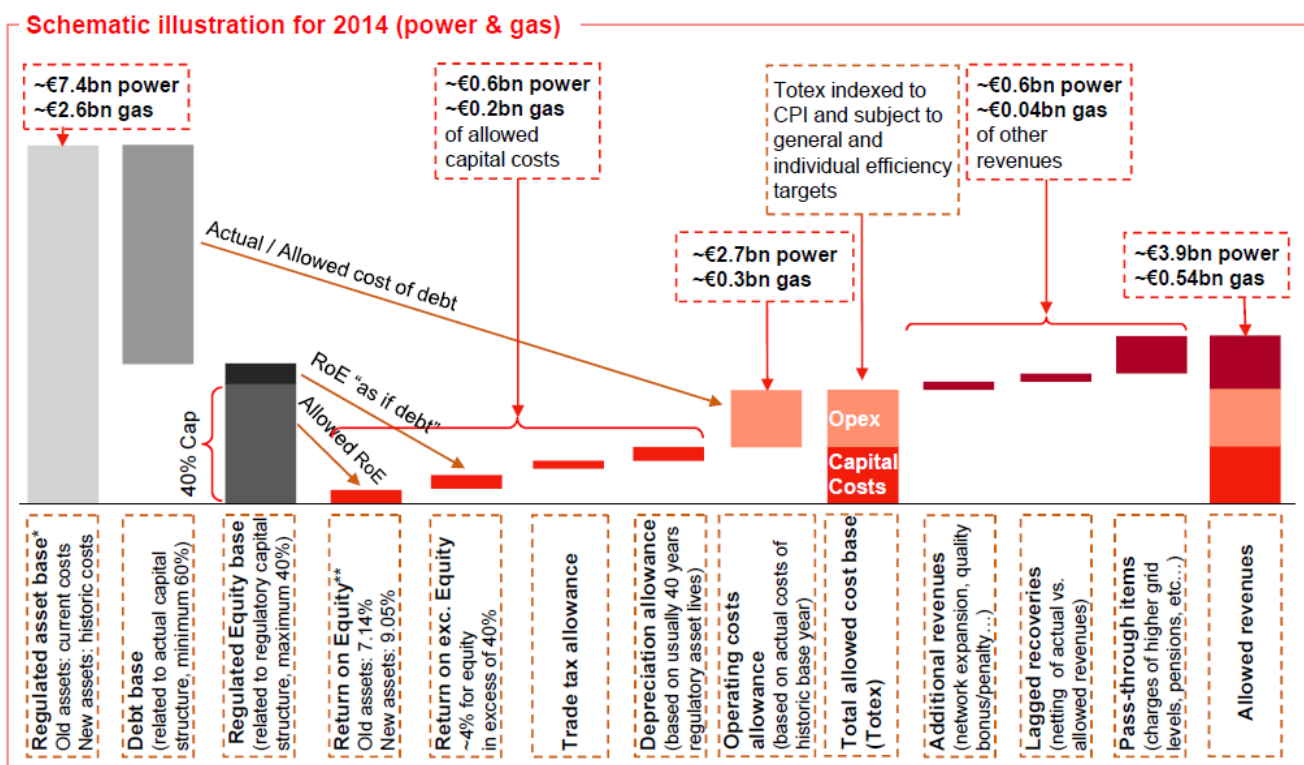 Schematic illustration for 2014 (power & gas)
~€7.4bn power
~€2.6bn gas
~€0.6bn power
~€0.2bn gas
of allowed
capital costs
Totex indexed to
CPI and subject to
general and
individual efficiency
targets
~€0.6bn power
~€0.04bn gas
of other
revenues
~€2.7bn power
~€0.3bn gas
~€3.9bn power
~€0.54bn gas
Actual / Allowed cost of debt
RoE "as if debt"
Allowed RoE
40% Cap
Opex
Capital
Costs
Regulated asset base*
Old assets: current costs
New assets: historic costs
Debt base
(related to actual capital
structure, minimum 60%)
Regulated Equity base
(related to regulatory capital
structure, maximum 40%)
Return on Equity**
Old assets: 7.14%
New assets: 9.05%
Return on exc. Equity
~4% for equity
in excess of 40%
Trade tax allowance
Depreciation allowance
(based on usually 40 years
regulatory asset lives)
Operating costs
allowance
(based on actual costs of
historic base year)
Total allowed cost base
(Totex)
Additional revenues
(network expansion, quality
bonus/penalty…)
Lagged recoveries
(netting of actual vs.
allowed revenues)
Pass-through items
(charges of higher grid
levels, pensions, etc…)
Allowed revenues